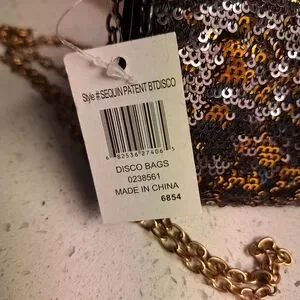 Style # SEQUIN PATENT BTDISCO
6 82536 27406 5
DISCO BAGS
0238561
MADE IN CHINA
6854